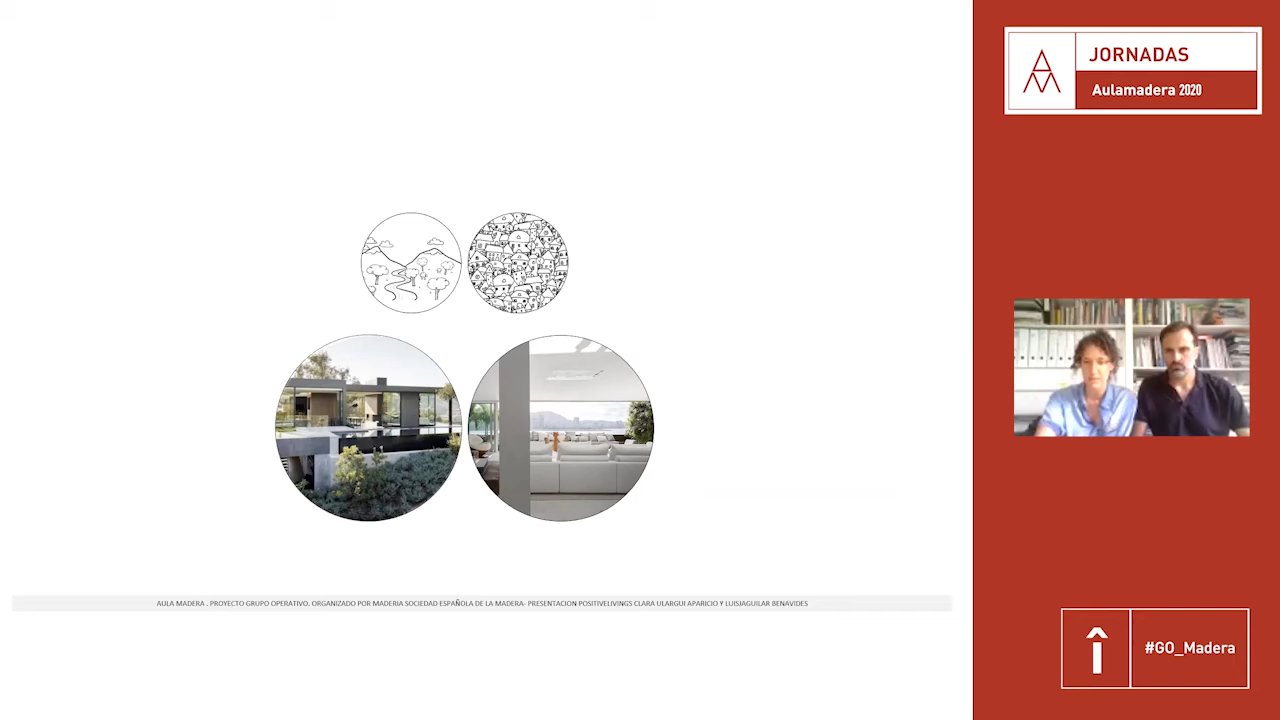 JORNADAS
Aulamadera 2020
AULA MADERA . PROYECTO GRUPO OPERATIVO. ORGANIZADO POR MADERIA SOCIEDAD ESPAÑOLA DE LA MADERA- PRESENTACION POSITIVELIVINGS CLARA ULARGUI APARICIO Y LUISJAGUILAR BENAVIDES
#GO_Madera